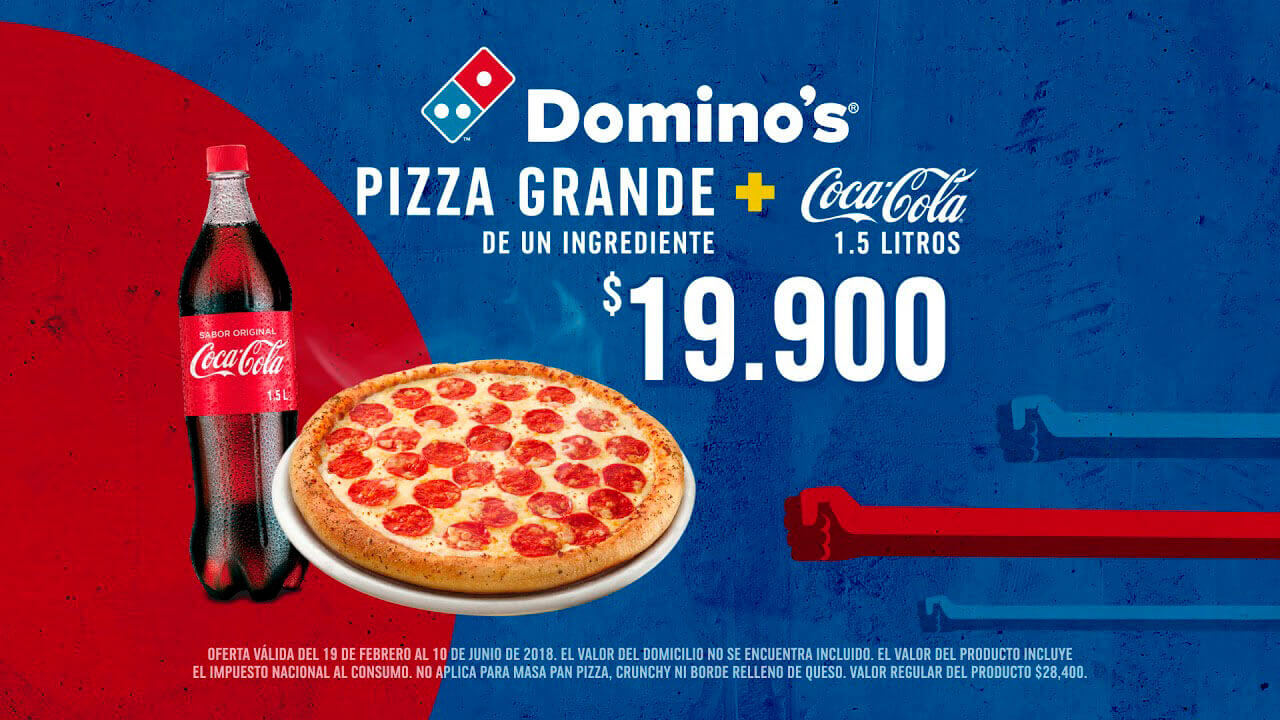 Domino's®
PIZZA GRANDE + Coca-Cola
DE UN INGREDIENTE 1.5 LITROS
$19.900
SABOR ORIGINAL
Coca-Cola
1.5 L
OFERTA VÁLIDA DEL 19 DE FEBRERO AL 10 DE JUNIO DE 2018. EL VALOR DEL DOMICILIO NO SE ENCUENTRA INCLUIDO. EL VALOR DEL PRODUCTO INCLUYE
EL IMPUESTO NACIONAL AL CONSUMO. NO APLICA PARA MASA PAN PIZZA, CRUNCHY NI BORDE RELLENO DE QUESO. VALOR REGULAR DEL PRODUCTO $28,400.